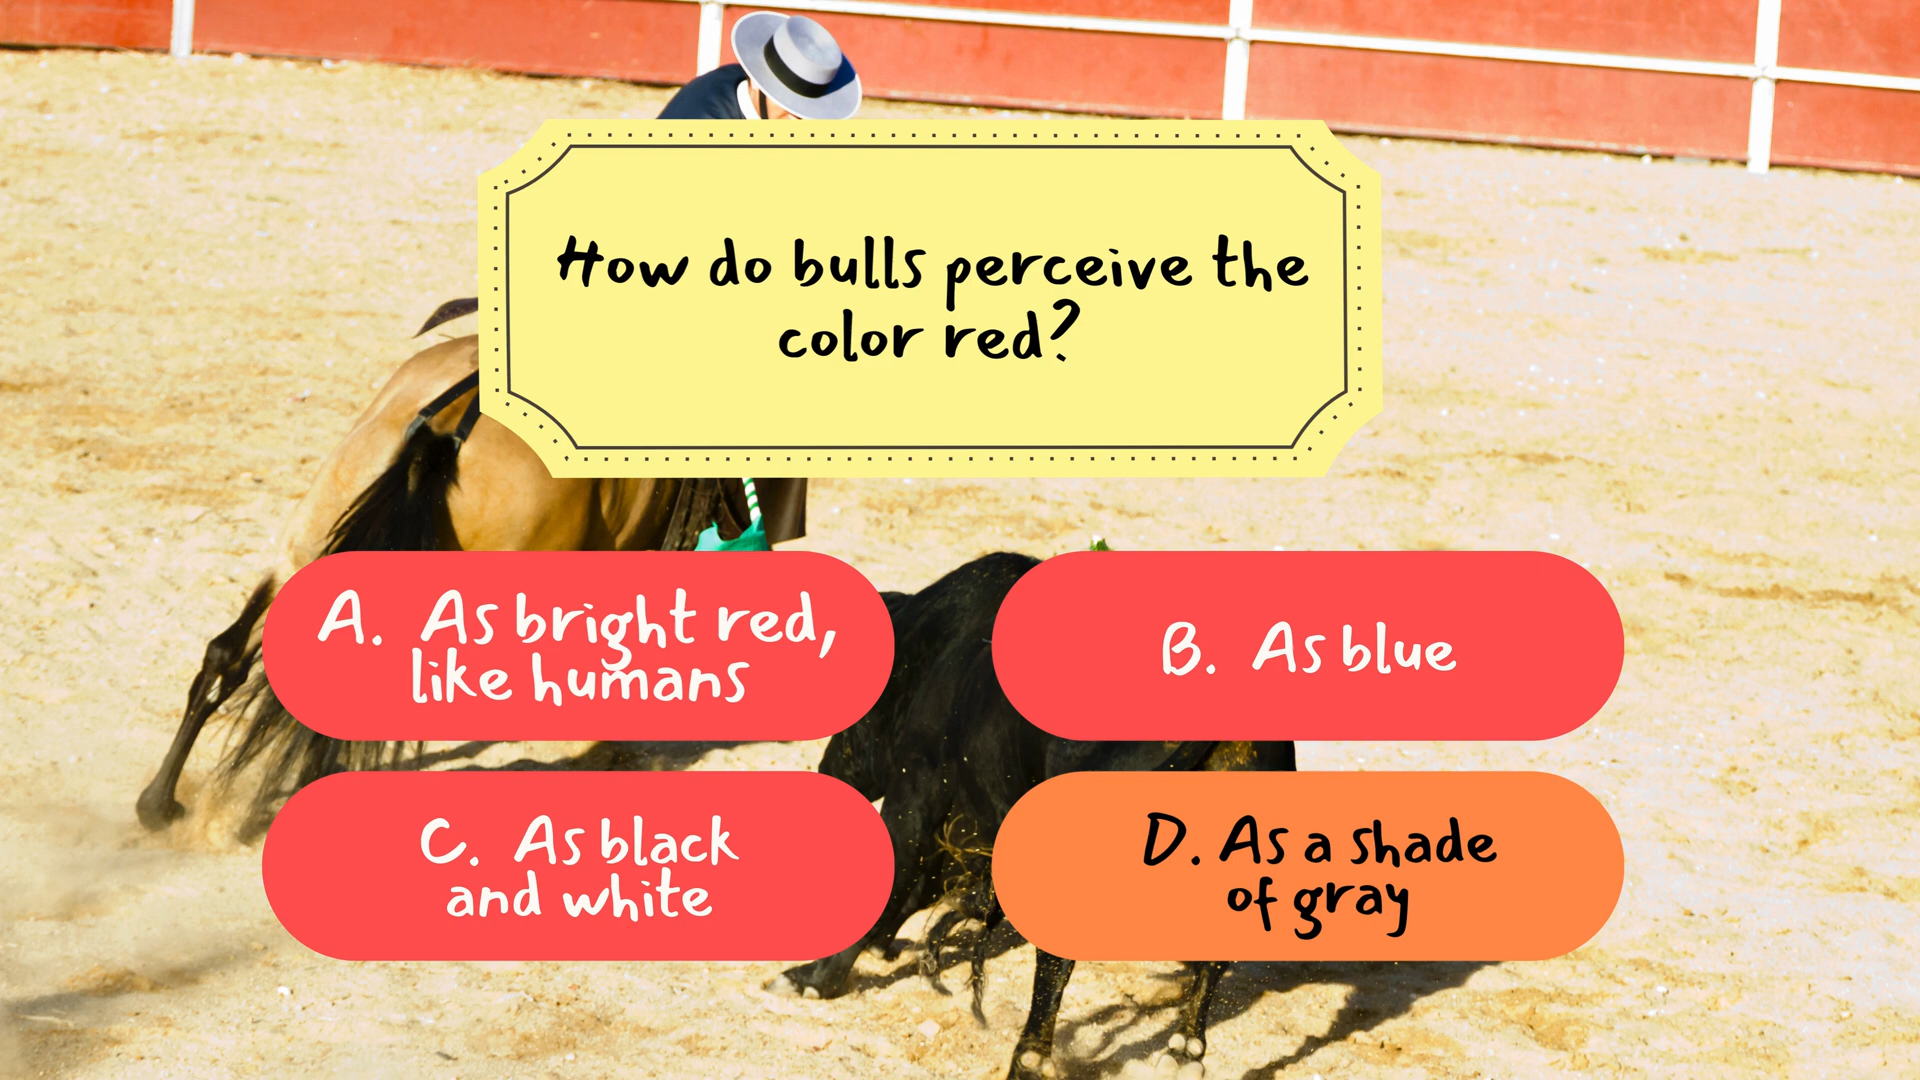 How do bulls perceive the
color red?
A. As bright red,
like humans
B. As blue
C. As black
and white
D. As a shade
of gray